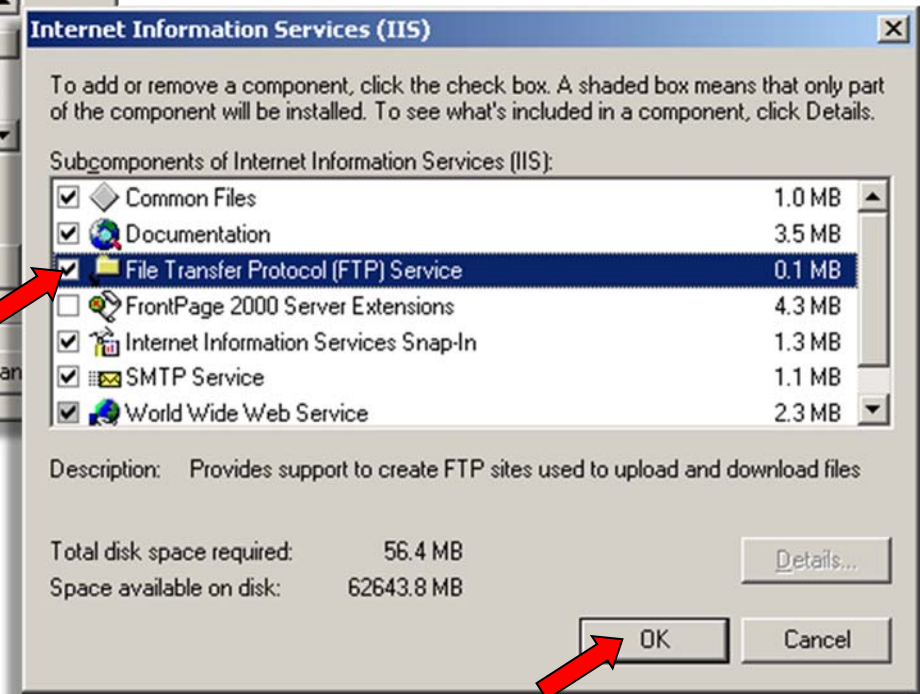 Internet Information Services (IIS)
To add or remove a component, click the check box. A shaded box means that only part
of the component will be installed. To see what's included in a component, click Details.
Subcomponents of Internet Information Services (IIS):
Common Files 1.0 MB
Documentation 3.5 MB
File Transfer Protocol (FTP) Service 0.1 MB
FrontPage 2000 Server Extensions 4.3 MB
Internet Information Services Snap-In 1.3 MB
SMTP Service 1.1 MB
World Wide Web Service 2.3 MB
Description: Provides support to create FTP sites used to upload and download files
Total disk space required: 56.4 MB
Space available on disk: 62643.8 MB
Details...
OK Cancel